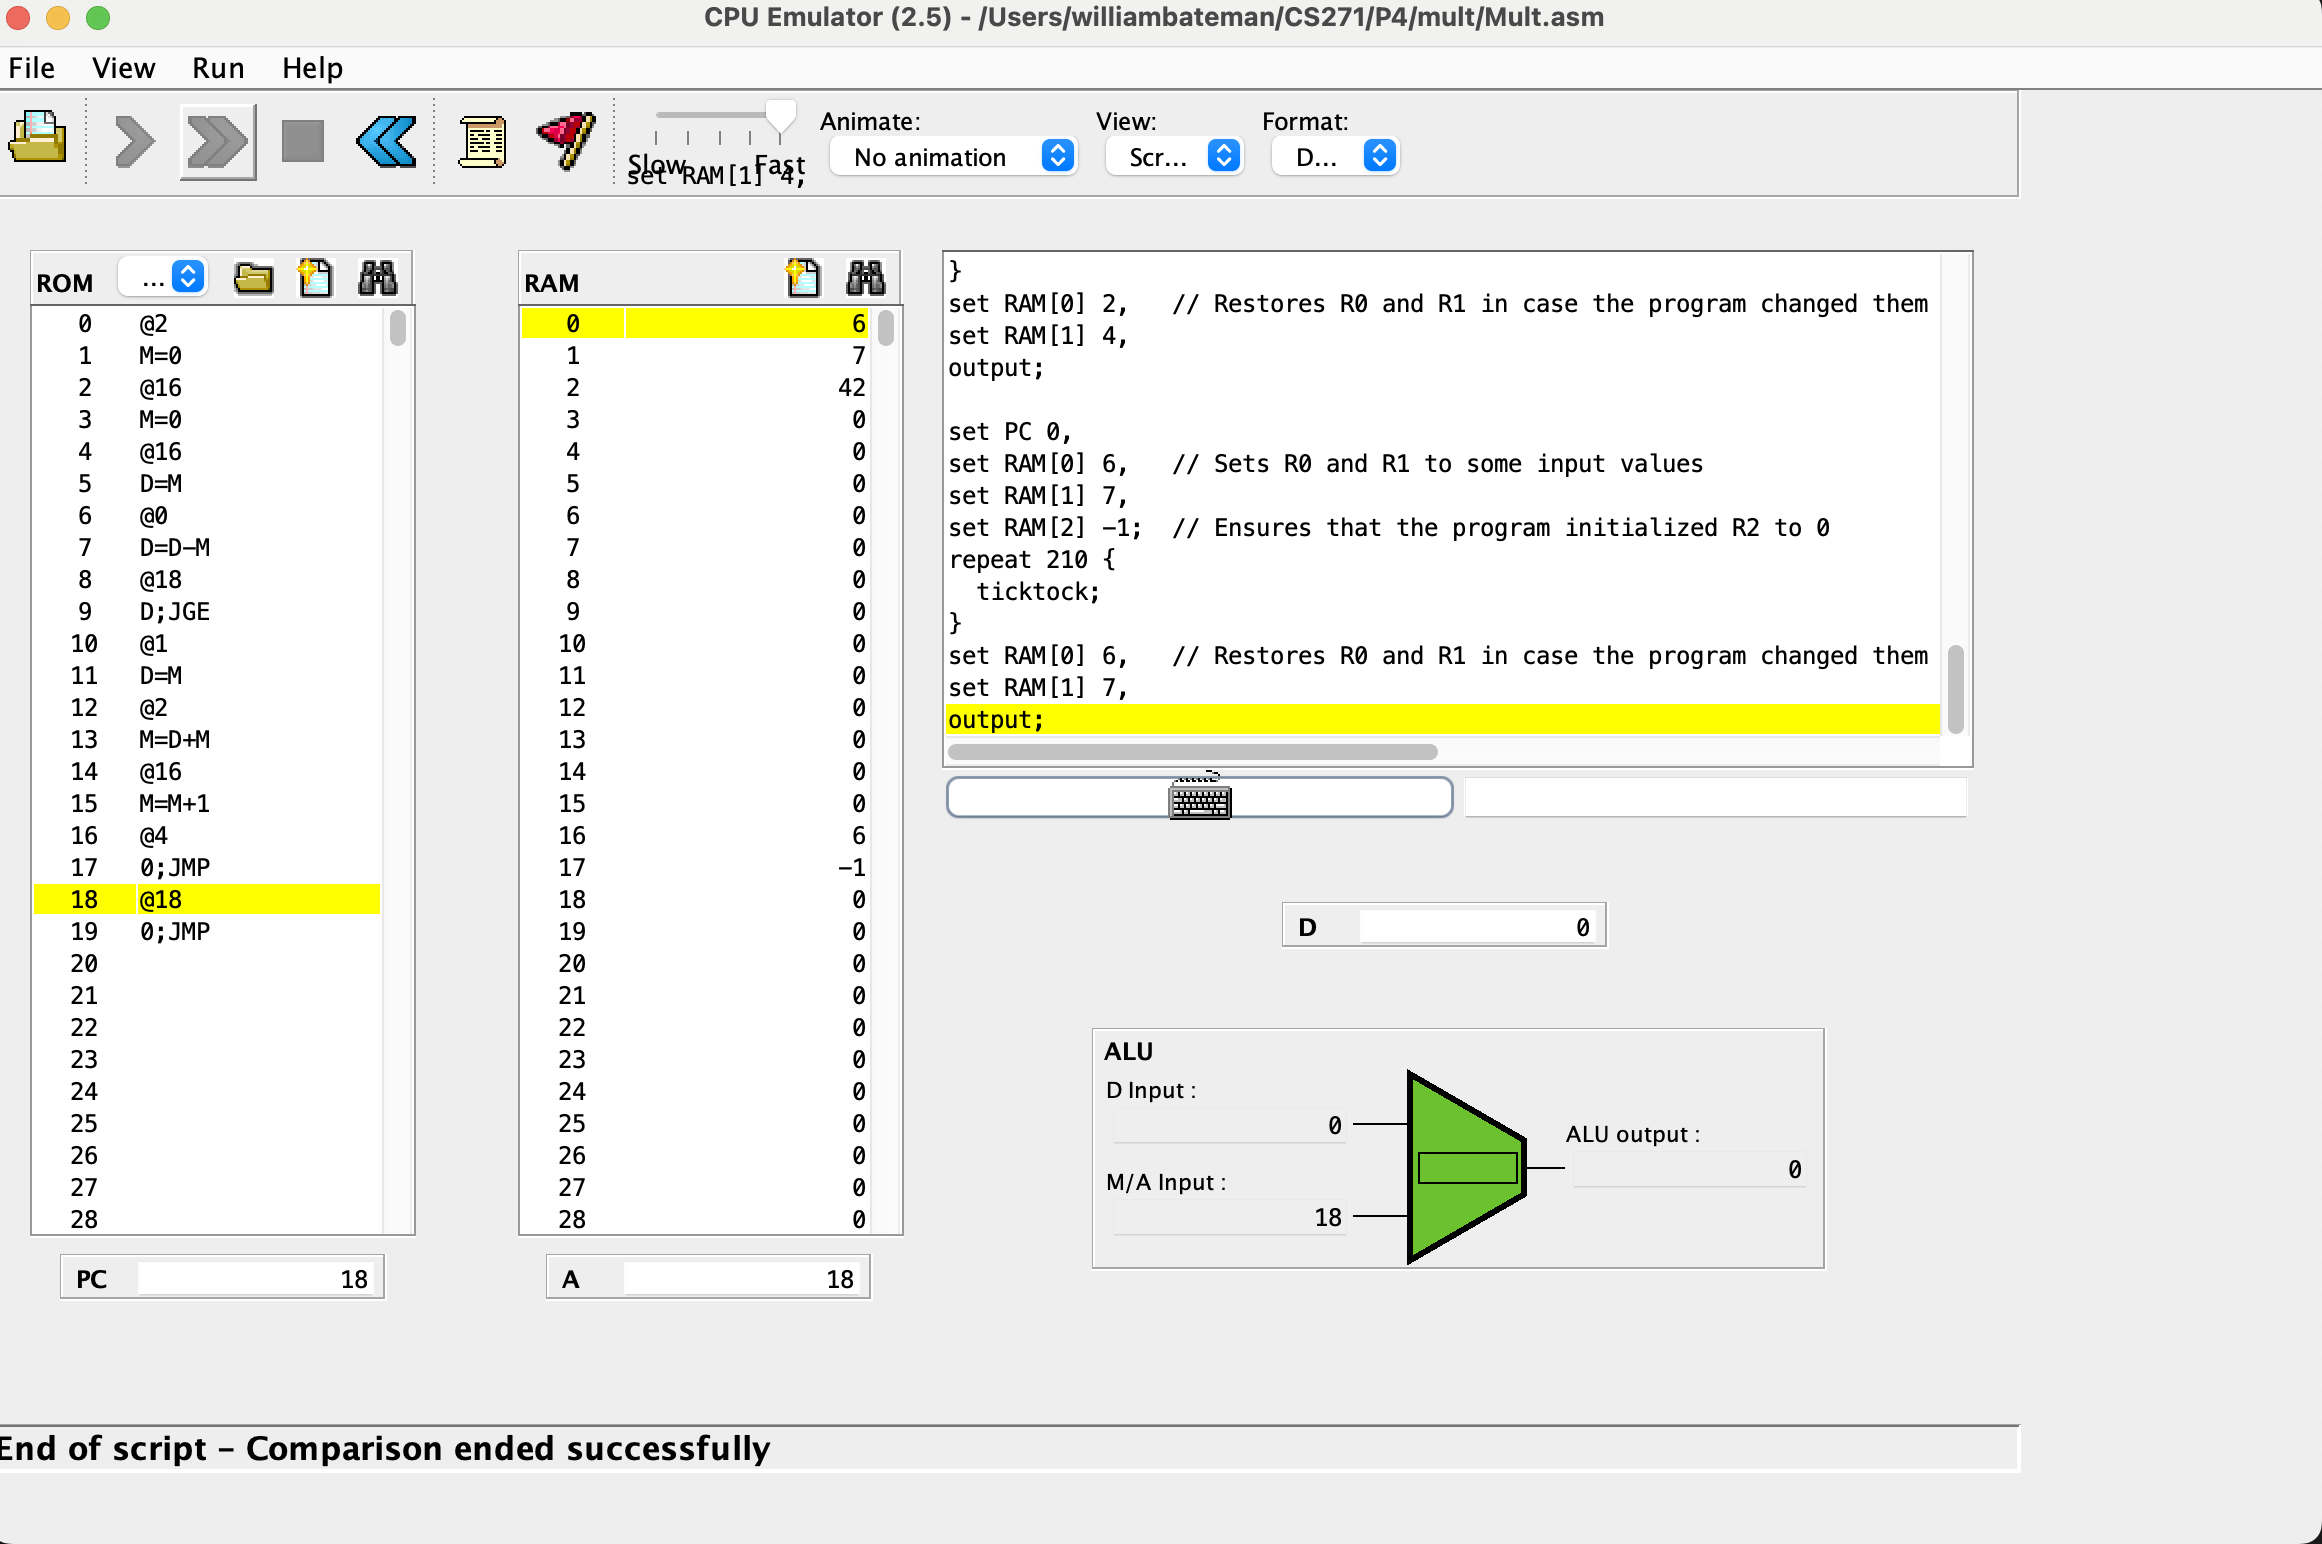 CPU Emulator (2.5) - /Users/williambateman/CS271/P4/mult/Mult.asm
File View Run Help
Animate: View: Format:
Slow Fast
No animation Scr... D...
set RAM[1] 4,
ROM ...
0 @2
1 M=0
2 @16
3 M=0
4 @16
5 D=M
6 @0
7 D=D-M
8 @18
9 D;JGE
10 @1
11 D=M
12 @2
13 M=D+M
14 @16
15 M=M+1
16 @4
17 0;JMP
18 @18
19 0;JMP
20
21
22
23
24
25
26
27
28
PC 18
RAM
0 6
1 7
2 42
3 0
4 0
5 0
6 0
7 0
8 0
9 0
10 0
11 0
12 0
13 0
14 0
15 0
16 6
17 -1
18 0
19 0
20 0
21 0
22 0
23 0
24 0
25 0
26 0
27 0
28 0
A 18
}
set RAM[0] 2,   // Restores R0 and R1 in case the program changed them
set RAM[1] 4,
output;
set PC 0,
set RAM[0] 6,   // Sets R0 and R1 to some input values
set RAM[1] 7,
set RAM[2] -1;  // Ensures that the program initialized R2 to 0
repeat 210 {
  ticktock;
}
set RAM[0] 6,   // Restores R0 and R1 in case the program changed them
set RAM[1] 7,
output;
D 0
ALU
D Input :
0
M/A Input :
18
ALU output :
0
End of script - Comparison ended successfully